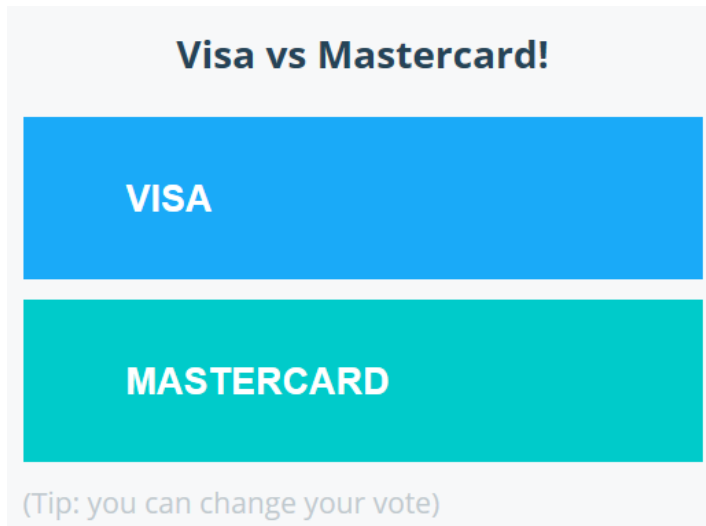 Visa vs Mastercard!
VISA
MASTERCARD
(Tip: you can change your vote)